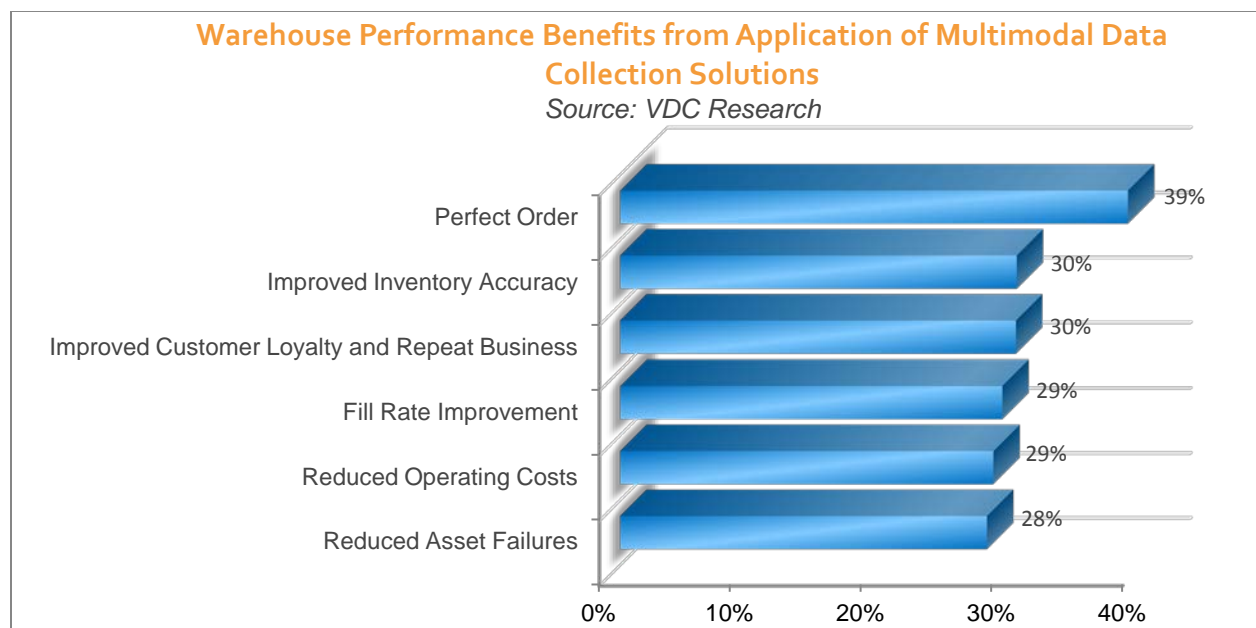 Warehouse Performance Benefits from Application of Multimodal Data
Collection Solutions
Source: VDC Research
Perfect Order
39%
Improved Inventory Accuracy
30%
Improved Customer Loyalty and Repeat Business
30%
Fill Rate Improvement
29%
Reduced Operating Costs
29%
Reduced Asset Failures
28%
0% 10% 20% 30% 40%